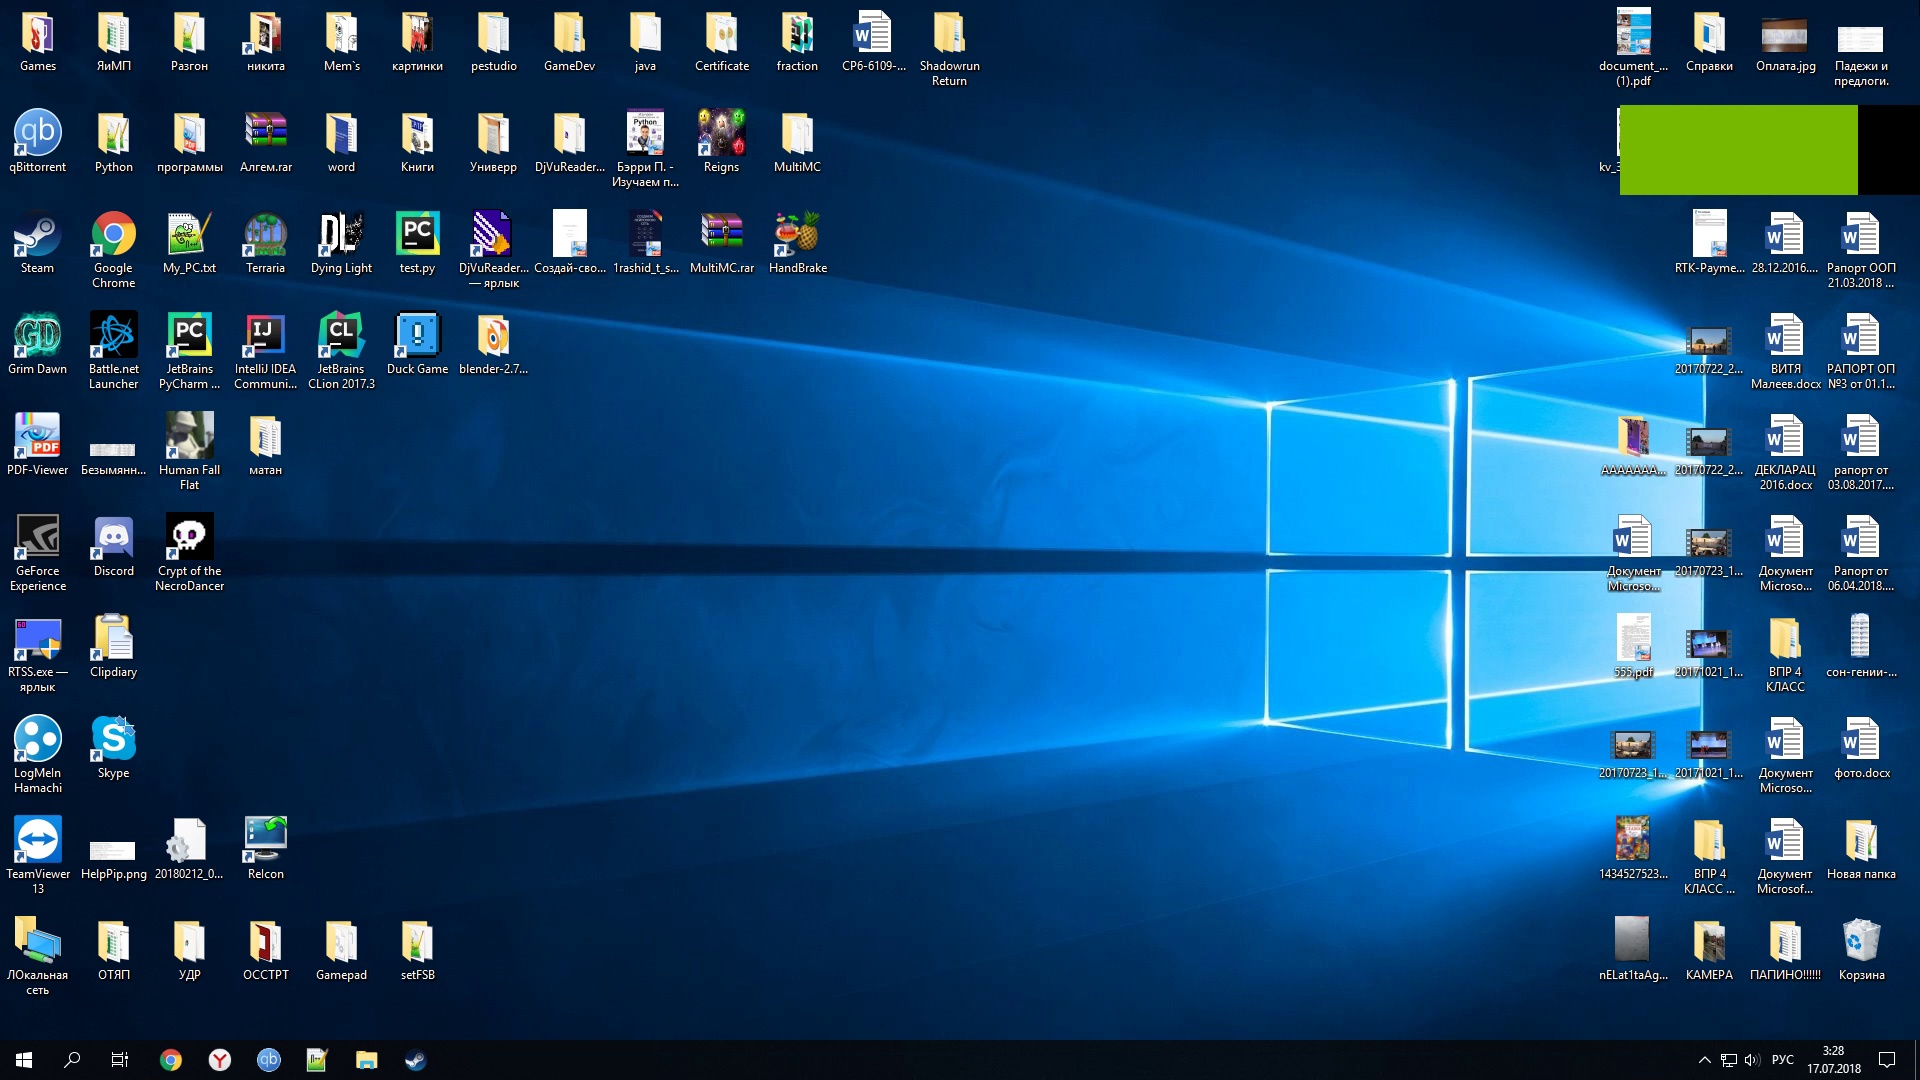 Games
ЯиМП
Разгон
никита
Mem`s
картинки
pestudio
GameDev
java
Certificate
fraction
СР6-6109-...
Shadowrun
Return
document_...
(1).pdf
Справки
Оплата.jpg
Падежи и
предлоги.
qBittorrent
Python
программы
Алгем.rar
word
Книги
Универр
DjVuReader...
Бэрри П. -
Изучаем п...
Reigns
MultiMC
kv_3
Steam
Google
Chrome
My_PC.txt
Terraria
Dying Light
test.py
DjVuReader...
— ярлык
Создай-сво...
1rashid_t_s...
MultiMC.rar
HandBrake
RTK-Payme...
28.12.2016....
Рапорт ООП
21.03.2018 ...
Grim Dawn
Battle.net
Launcher
JetBrains
PyCharm ...
IntelliJ IDEA
Communi...
JetBrains
CLion 2017.3
Duck Game
blender-2.7...
20170722_2...
ВИТЯ
Малеев.docx
РАПОРТ ОП
№3 от 01.1...
PDF-Viewer
Безымянн...
Human Fall
Flat
матан
AAAAAAA...
20170722_2...
ДЕКЛАРАЦ
2016.docx
рапорт от
03.08.2017....
GeForce
Experience
Discord
Crypt of the
NecroDancer
Документ
Microso...
20170723_1...
Документ
Microso...
Рапорт от
06.04.2018....
RTSS.exe —
ярлык
Clipdiary
555.pdf
20171021_1...
ВПР 4
КЛАСС
сон-гении-...
LogMeIn
Hamachi
Skype
20170723_1...
20171021_1...
Документ
Microso...
фото.docx
TeamViewer
13
HelpPip.png
20180212_0...
ReIcon
1434527523...
ВПР 4
КЛАСС ...
Документ
Microsof...
Новая папка
ЛОкальная
сеть
ОТЯП
УДР
ОССТРТ
Gamepad
setFSB
nELat1taAg...
КАМЕРА
ПАПИНО!!!!!!
Корзина
РУС
3:28
17.07.2018